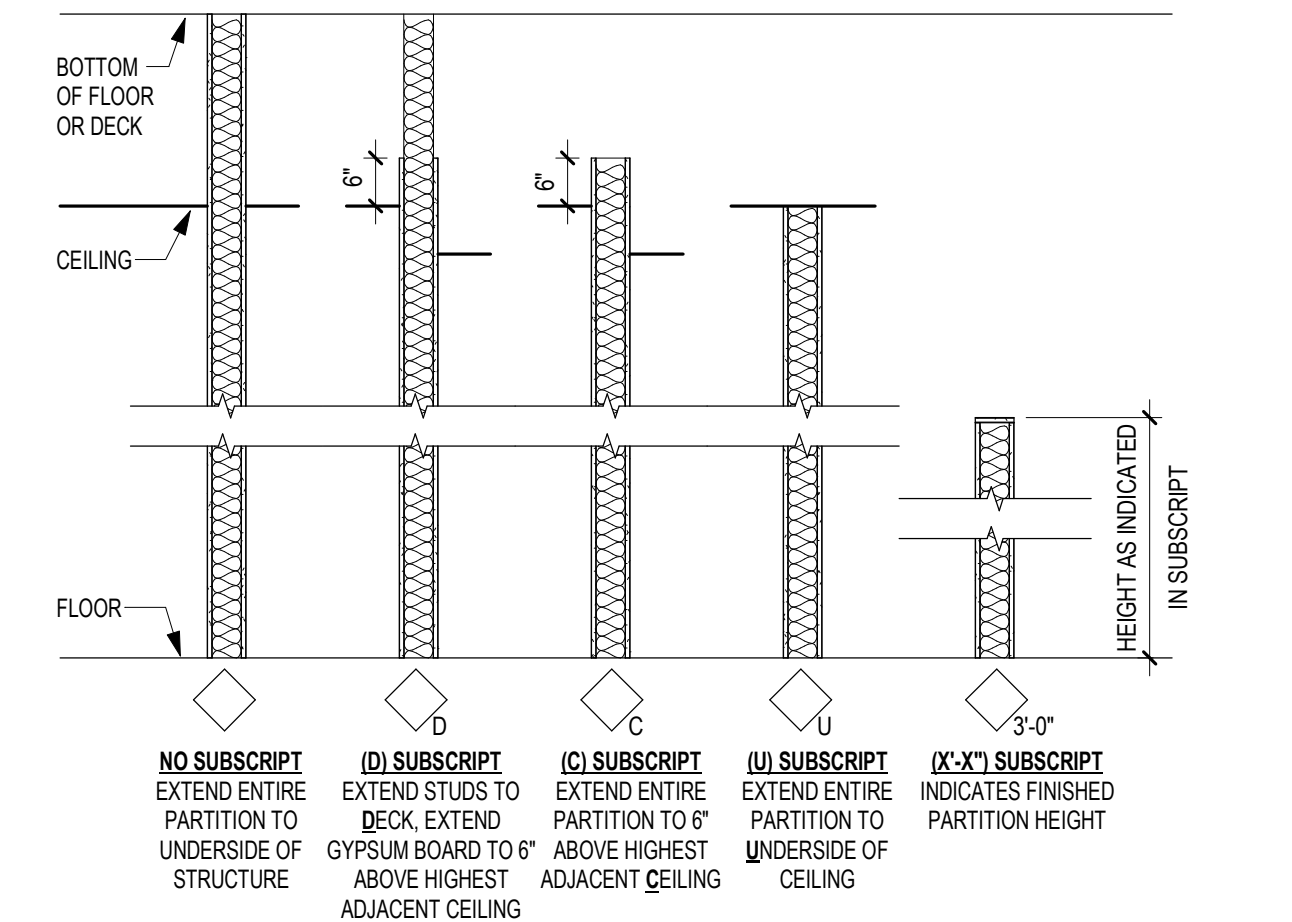 BOTTOM
OF FLOOR
OR DECK
6"
6"
CEILING
HEIGHT AS INDICATED
IN SUBSCRIPT
FLOOR
D
C
U
3'-0"
NO SUBSCRIPT
EXTEND ENTIRE
PARTITION TO
UNDERSIDE OF
STRUCTURE
(D) SUBSCRIPT
EXTEND STUDS TO
DECK, EXTEND
GYPSUM BOARD TO 6"
ABOVE HIGHEST
ADJACENT CEILING
(C) SUBSCRIPT
EXTEND ENTIRE
PARTITION TO 6"
ABOVE HIGHEST
ADJACENT CEILING
(U) SUBSCRIPT
EXTEND ENTIRE
PARTITION TO
UNDERSIDE OF
CEILING
(X'-X") SUBSCRIPT
INDICATES FINISHED
PARTITION HEIGHT